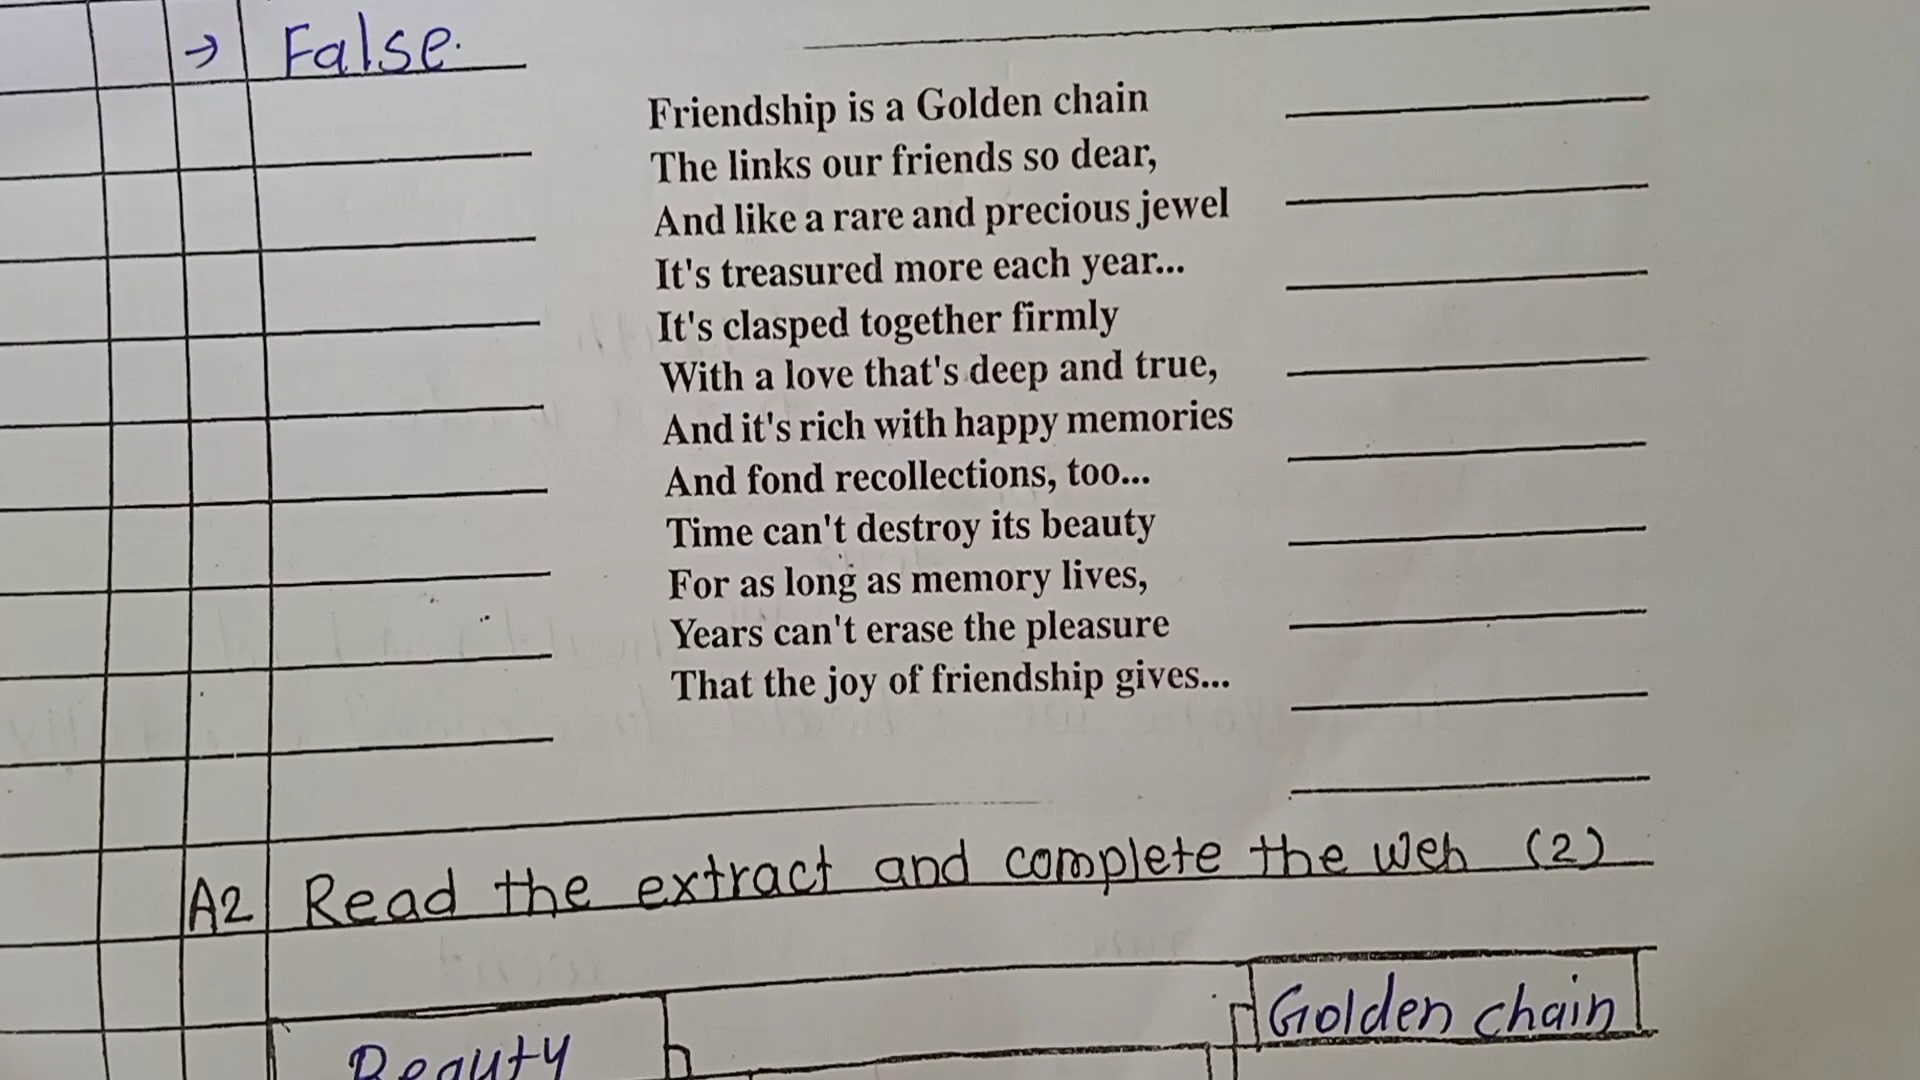 → False.
Friendship is a Golden chain
The links our friends so dear,
And like a rare and precious jewel
It's treasured more each year...
It's clasped together firmly
With a love that's deep and true,
And it's rich with happy memories
And fond recollections, too...
Time can't destroy its beauty
For as long as memory lives,
Years can't erase the pleasure
That the joy of friendship gives...
A2 Read the extract and complete the web (2)
Golden chain
Beauty